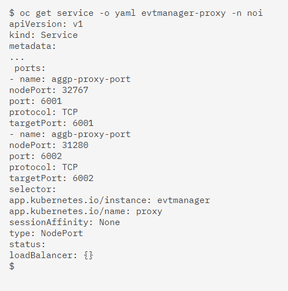 $ oc get service -o yaml evtmanager-proxy -n noi
apiVersion: v1
kind: Service
metadata:
...
 ports:
- name: aggp-proxy-port
nodePort: 32767
port: 6001
protocol: TCP
targetPort: 6001
- name: aggb-proxy-port
nodePort: 31280
port: 6002
protocol: TCP
targetPort: 6002
selector:
app.kubernetes.io/instance: evtmanager
app.kubernetes.io/name: proxy
sessionAffinity: None
type: NodePort
status:
loadBalancer: {}
$